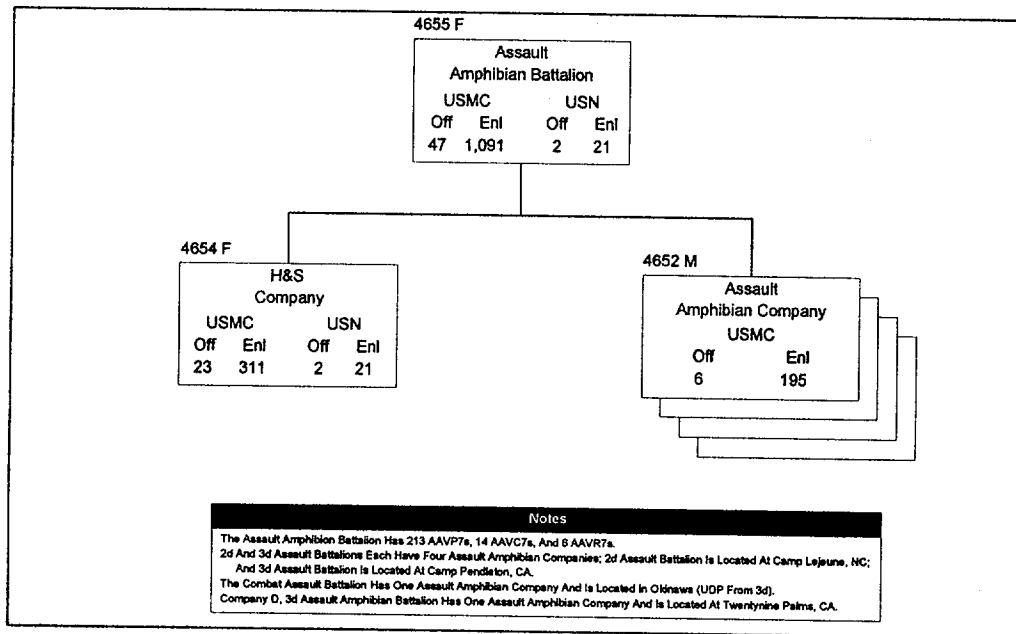 4655 F
Assault
Amphibian Battalion
USMC USN
Off Enl Off Enl
47 1,091 2 21
4654 F
H&S
Company
USMC USN
Off Enl Off Enl
23 311 2 21
4652 M
Assault
Amphibian Company
USMC
Off Enl
6 195
Notes
The Assault Amphibion Battalion Has 213 AAVP7s, 14 AAVC7s, And 6 AAVR7s.
2d And 3d Assault Battalions Each Have Four Assault Amphibian Companies; 2d Assault Battalion Is Located At Camp Lejeune, NC;
And 3d Assault Battalion Is Located At Camp Pendleton, CA.
The Combat Assault Battalion Has One Assault Amphibian Company And Is Located In Okinawa (UDP From 3d).
Company D, 3d Assault Amphibian Battalion Has One Assault Amphibian Company And Is Located At Twentynine Palms, CA.